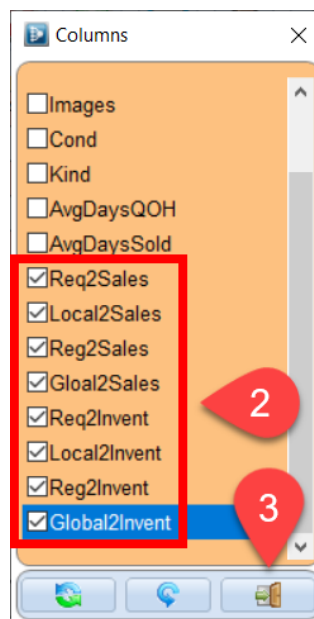 Columns
Images
Cond
Kind
AvgDaysQOH
AvgDaysSold
Req2Sales
Local2Sales
Reg2Sales
Gloal2Sales
2
Req2Invent
Local2Invent
Reg2Invent
3
Global2Invent